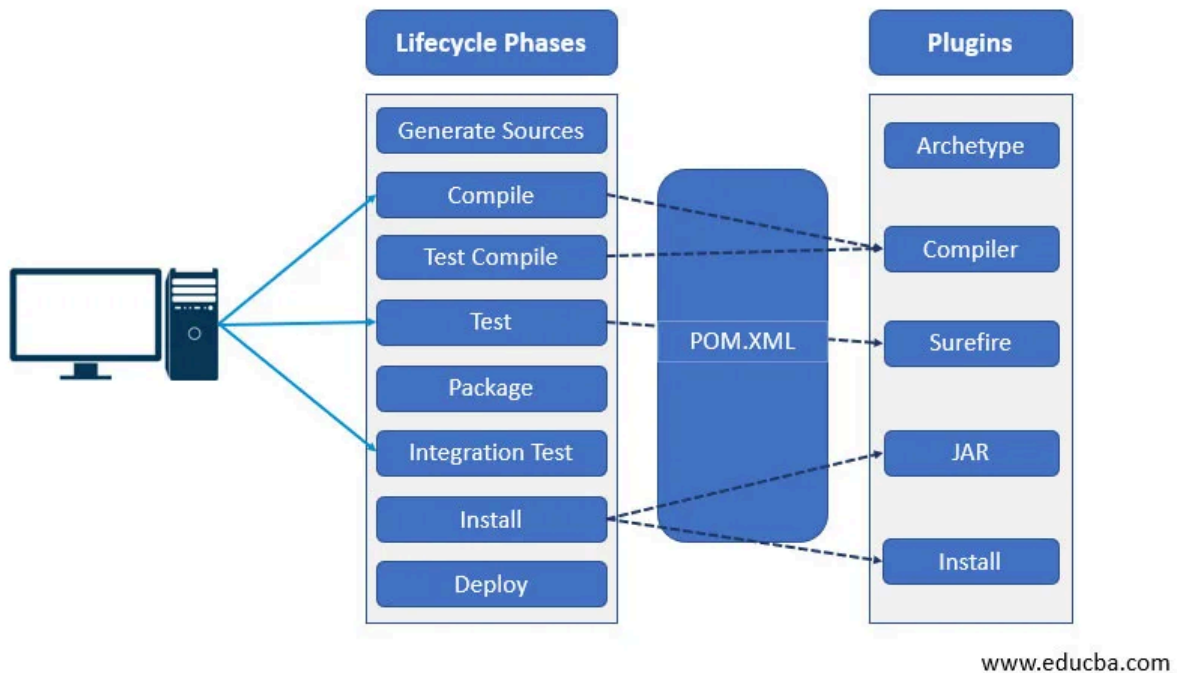 Lifecycle Phases
Plugins
Generate Sources
Compile
Test Compile
Test
Package
Integration Test
Install
Deploy
POM.XML
Archetype
Compiler
Surefire
JAR
Install
www.educba.com